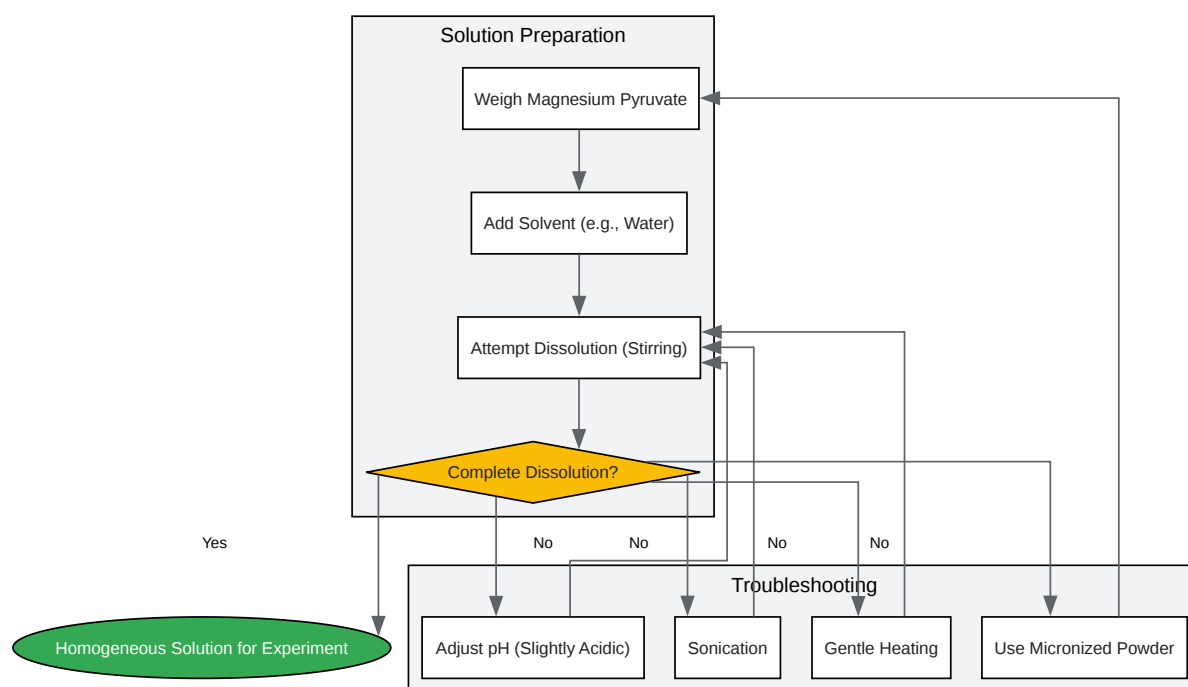 Solution Preparation
Weigh Magnesium Pyruvate
Add Solvent (e.g., Water)
Attempt Dissolution (Stirring)
Complete Dissolution?
Yes
No
No
No
No
Troubleshooting
Homogeneous Solution for Experiment
Adjust pH (Slightly Acidic)
Sonication
Gentle Heating
Use Micronized Powder